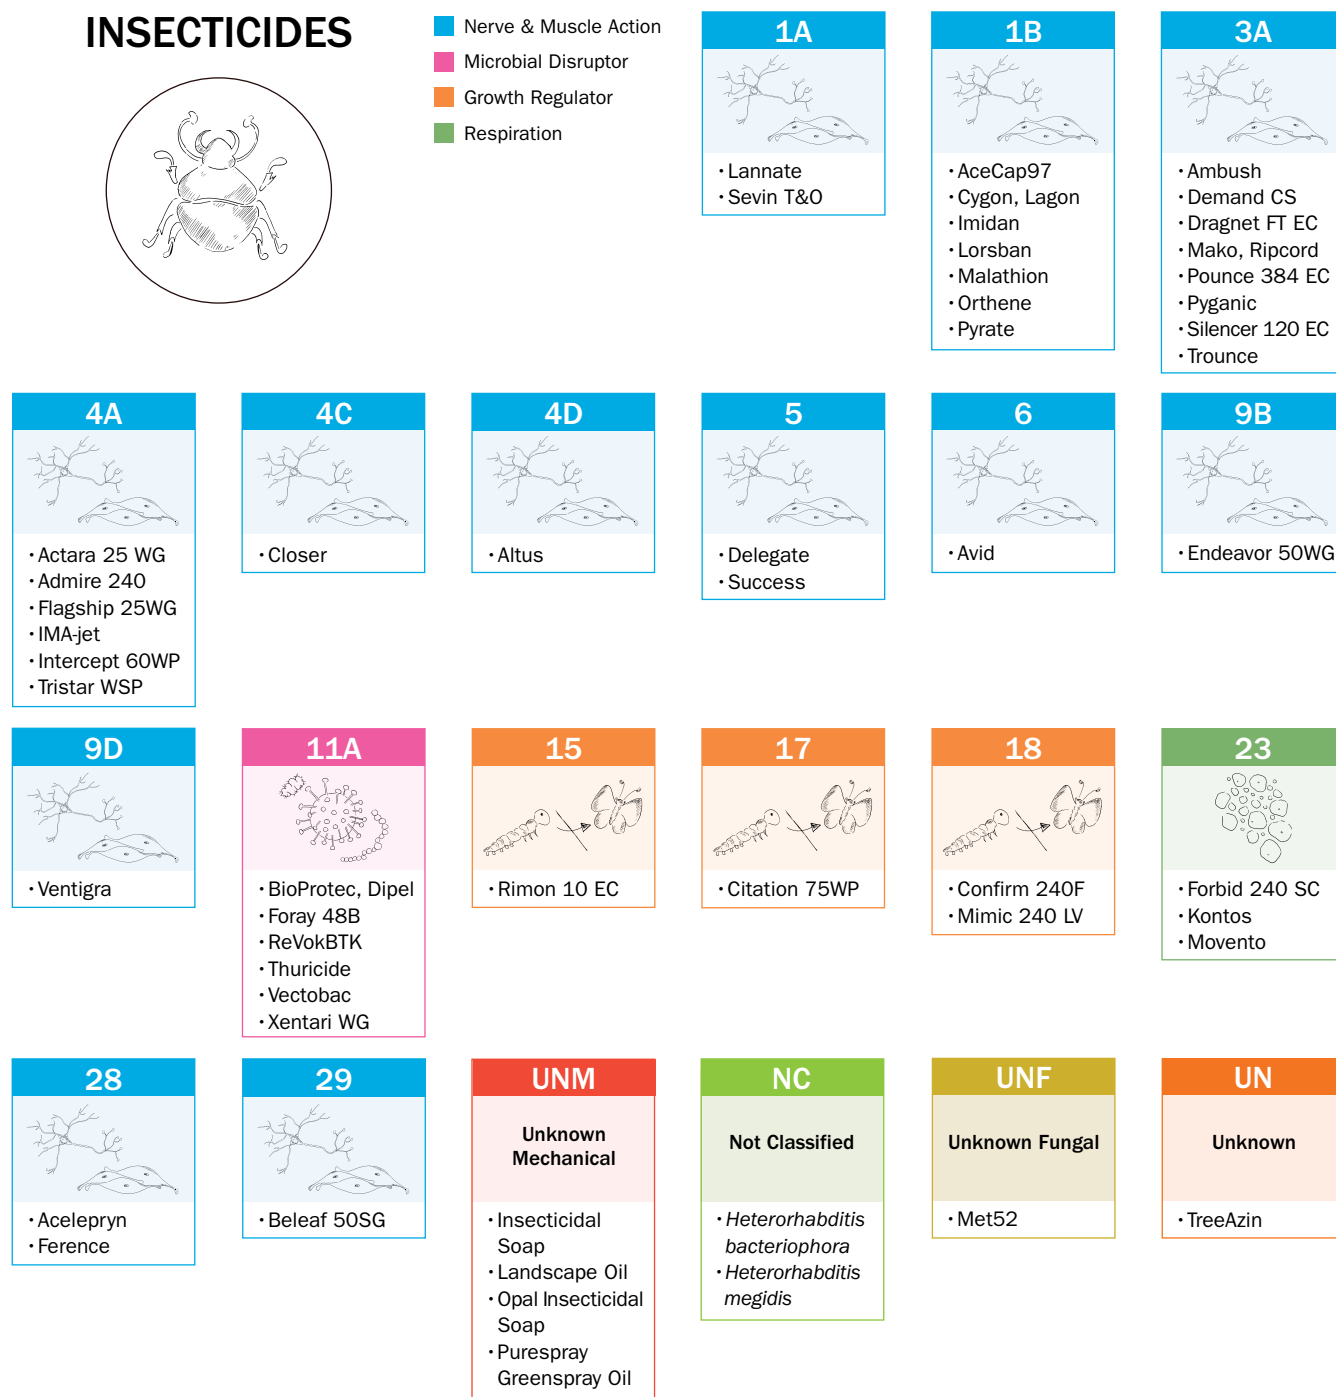 INSECTICIDES
Nerve & Muscle Action
Microbial Disruptor
Growth Regulator
Respiration
1A
· Lannate
· Sevin T&O
1B
· AceCap97
· Cygon, Lagon
· Imidan
· Lorsban
· Malathion
· Orthene
· Pyrate
3A
· Ambush
· Demand CS
· Dragnet FT EC
· Mako, Ripcord
· Pounce 384 EC
· Pyganic
· Silencer 120 EC
· Trounce
4A
· Actara 25 WG
· Admire 240
· Flagship 25WG
· IMA-jet
· Intercept 60WP
· Tristar WSP
4C
· Closer
4D
· Altus
5
· Delegate
· Success
6
· Avid
9B
· Endeavor 50WG
9D
· Ventigra
11A
· BioProtec, Dipel
· Foray 48B
· ReVokBTK
· Thuricide
· Vectobac
· Xentari WG
15
· Rimon 10 EC
17
· Citation 75WP
18
· Confirm 240F
· Mimic 240 LV
23
· Forbid 240 SC
· Kontos
· Movento
28
· Acelepryn
· Ference
29
· Beleaf 50SG
UNM
Unknown
Mechanical
· Insecticidal
Soap
· Landscape Oil
· Opal Insecticidal
Soap
· Purespray
Greenspray Oil
NC
Not Classified
· Heterorhabditis
bacteriophora
· Heterorhabditis
megidis
UNF
Unknown Fungal
· Met52
UN
Unknown
· TreeAzin